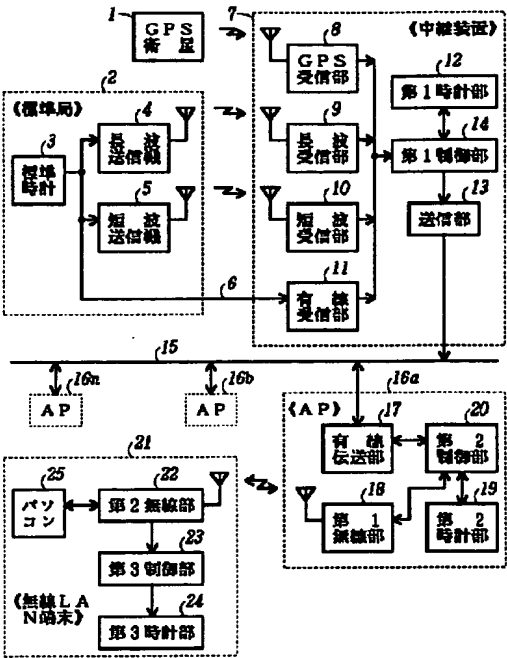 1
GPS
衛星
2
《標準局》
3
標準
時計
4
長波
送信機
5
短波
送信機
6
7
《中継装置》
8
GPS
受信部
9
長波
受信部
10
短波
受信部
11
有線
受信部
12
第1時計部
14
第1制御部
13
送信部
15
16n
AP
16b
AP
16a
《AP》
17
有線
伝送部
20
第2
制御部
18
第1
無線部
19
第2
時計部
21
25
パソ
コン
22
第2無線部
23
第3制御部
24
第3時計部
《無線LA
N端末》